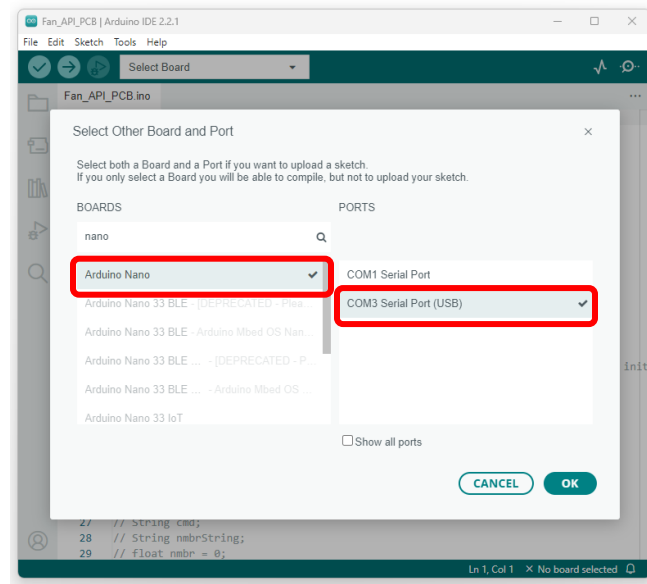 Fan_API_PCB | Arduino IDE 2.2.1
File Edit Sketch Tools Help
Select Board
Fan_API_PCB.ino
Select Other Board and Port
Select both a Board and a Port if you want to upload a sketch.
If you only select a Board you will be able to compile, but not to upload your sketch.
BOARDS
PORTS
nano
Arduino Nano
COM1 Serial Port
Arduino Nano 33 BLE - [DEPRECATED - Plea...
COM3 Serial Port (USB)
Arduino Nano 33 BLE - Arduino Mbed OS Nan...
Arduino Nano 33 BLE ... - [DEPRECATED - P...
init
Arduino Nano 33 BLE ... - Arduino Mbed OS ...
Arduino Nano 33 IoT
Show all ports
CANCEL
OK
27 // String cmd;
28 // String nmbrString;
29 // float nmbr = 0;
Ln 1, Col 1 × No board selected